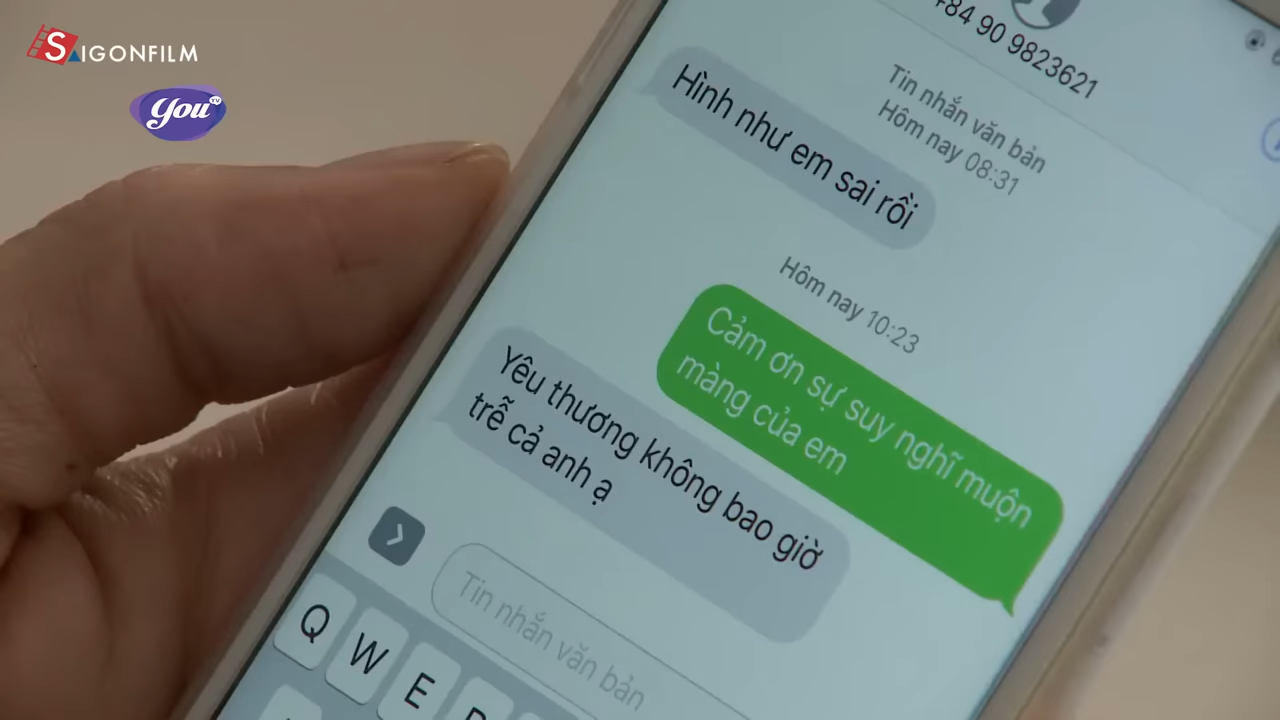 SAIGONFILM
You TV
+84 90 9823621
Tin nhắn văn bản
Hôm nay 08:31
Hình như em sai rồi
Hôm nay 10:23
Cảm ơn sự suy nghĩ muộn
màng của em
Yêu thương không bao giờ
trễ cả anh ạ
Tin nhắn văn bản
Q W E